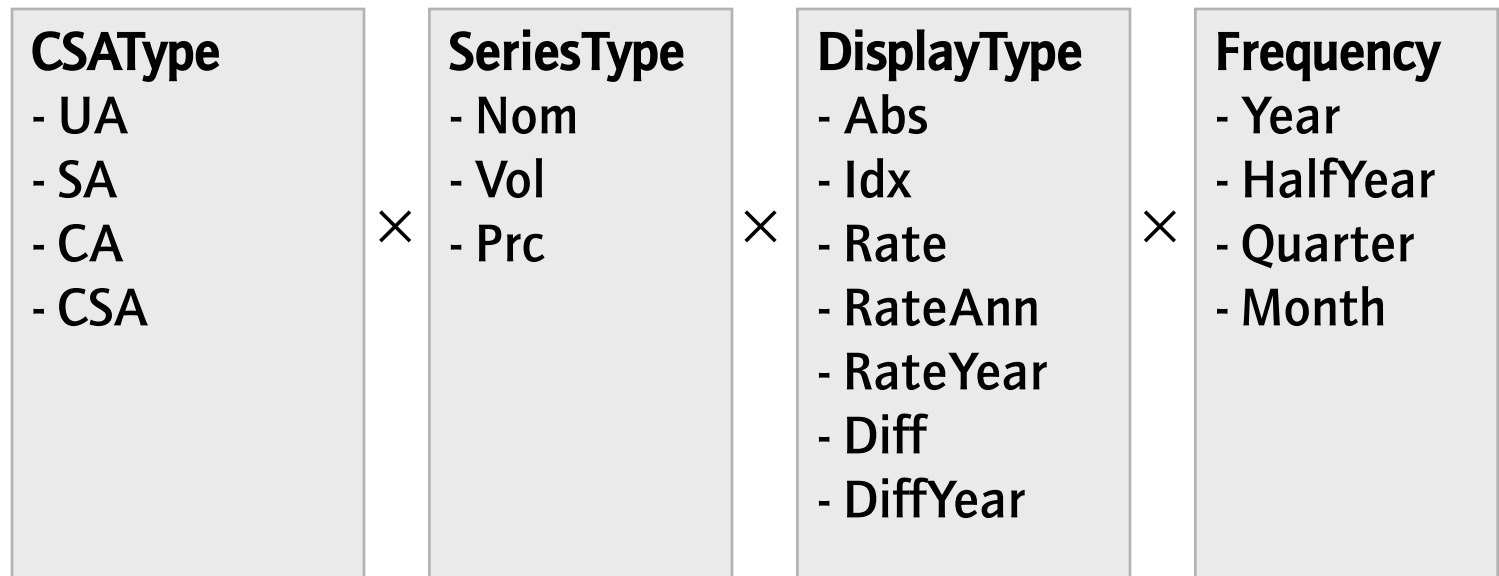 CSAType
- UA
- SA
- CA
- CSA
×
SeriesType
- Nom
- Vol
- Prc
×
DisplayType
- Abs
- Idx
- Rate
- RateAnn
- RateYear
- Diff
- DiffYear
×
Frequency
- Year
- HalfYear
- Quarter
- Month